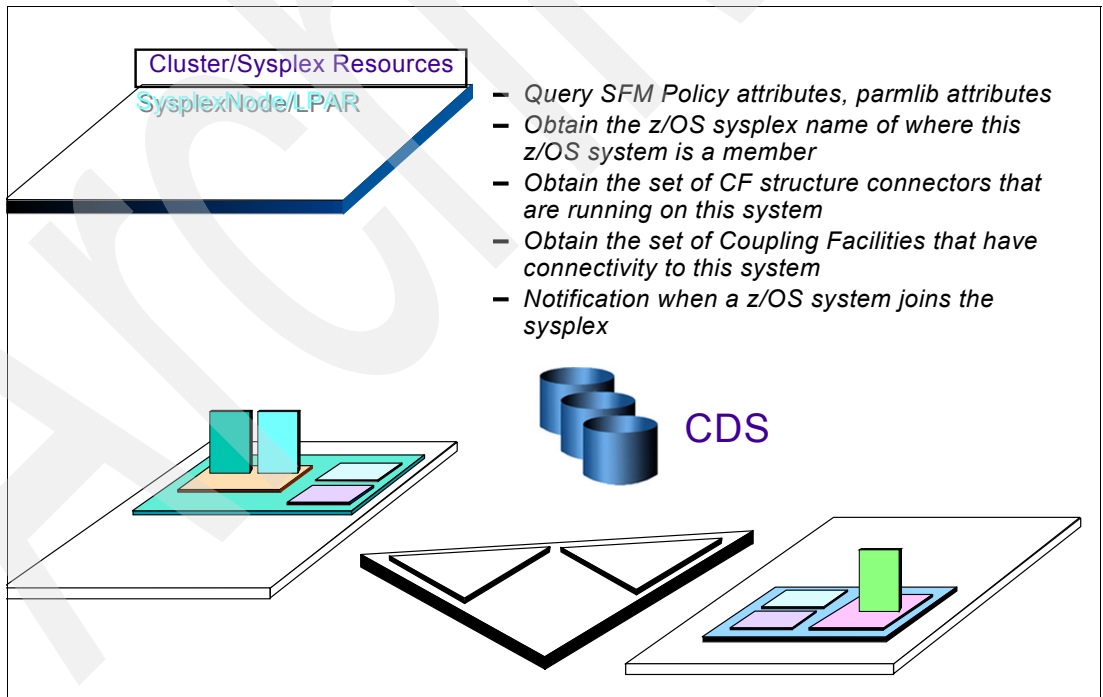 Cluster/Sysplex Resources
SysplexNode/LPAR
– Query SFM Policy attributes, parmlib attributes
– Obtain the z/OS sysplex name of where this
z/OS system is a member
– Obtain the set of CF structure connectors that
are running on this system
– Obtain the set of Coupling Facilities that have
connectivity to this system
– Notification when a z/OS system joins the
sysplex
CDS